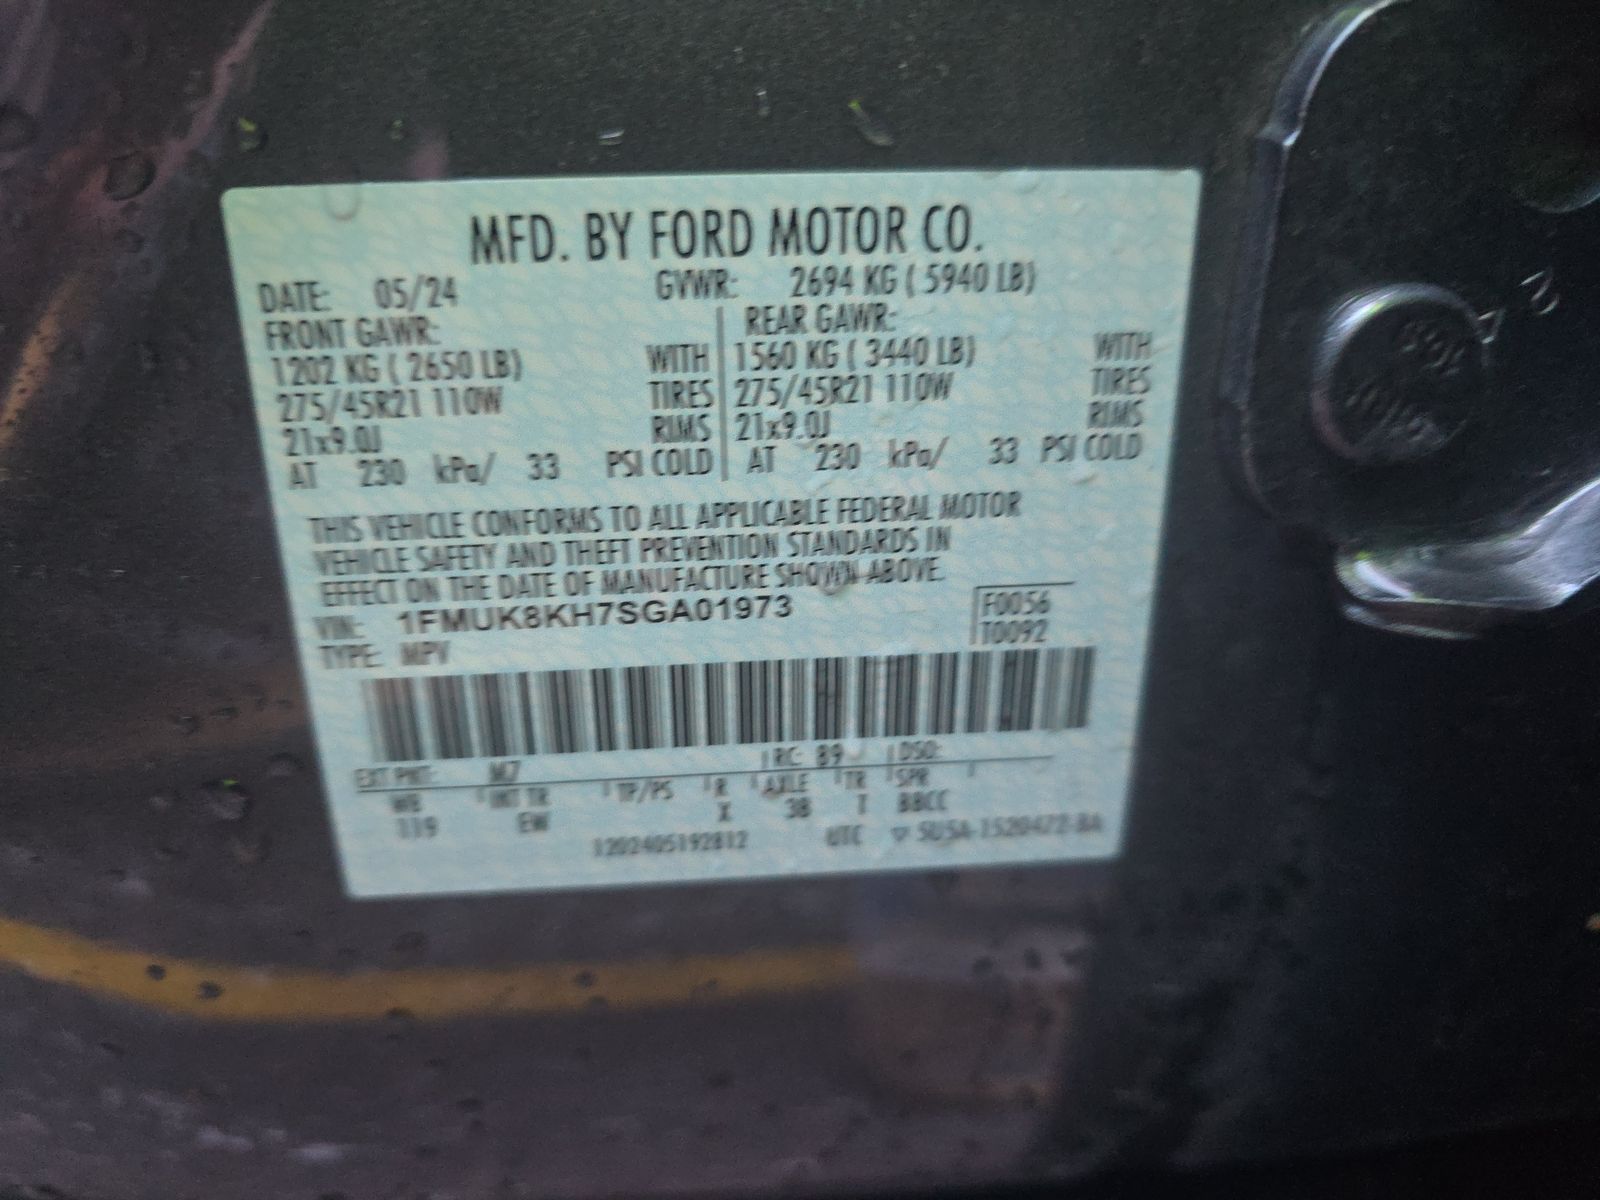 MFD. BY FORD MOTOR CO.
DATE: 05/24 GVWR: 2694 KG ( 5940 LB)
FRONT GAWR: REAR GAWR:
1202 KG ( 2650 LB) WITH 1560 KG ( 3440 LB) WITH
275/45R21 110W TIRES 275/45R21 110W TIRES
21x9.0J RIMS 21x9.0J RIMS
AT 230 kPa/ 33 PSI COLD AT 230 kPa/ 33 PSI COLD
THIS VEHICLE CONFORMS TO ALL APPLICABLE FEDERAL MOTOR
VEHICLE SAFETY AND THEFT PREVENTION STANDARDS IN
EFFECT ON THE DATE OF MANUFACTURE SHOWN ABOVE.
VIN: 1FMUK8KH7SGA01973 F0056
TYPE: MPV T0092
EXT PNT: M7 RC: 89 DSO:
WB INT TR TP/PS R AXLE TR SPR
119 EW X 38 T BBCC
1202405192812 UTC ▽ SU5A-1520472-BA